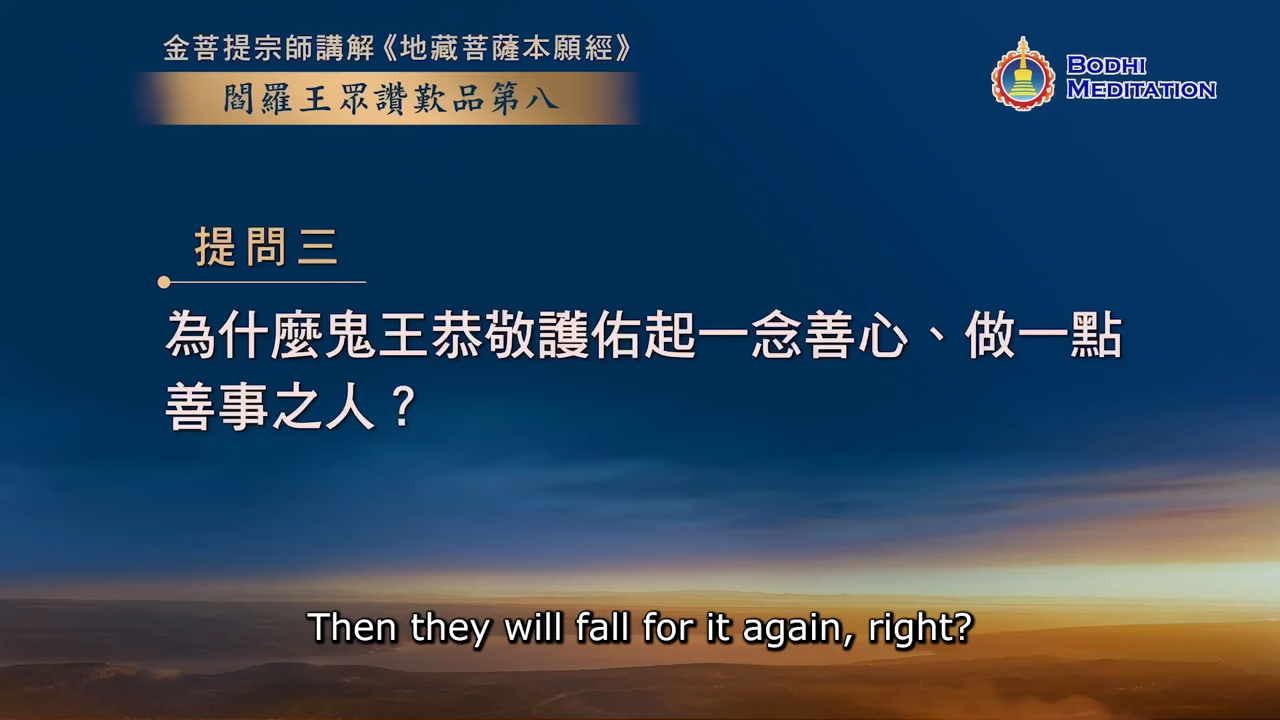 金菩提宗師講解《地藏菩薩本願經》
閻羅王眾讚歎品第八
BODHI
MEDITATION
提問三
為什麼鬼王恭敬護佑起一念善心、做一點
善事之人？
Then they will fall for it again, right?